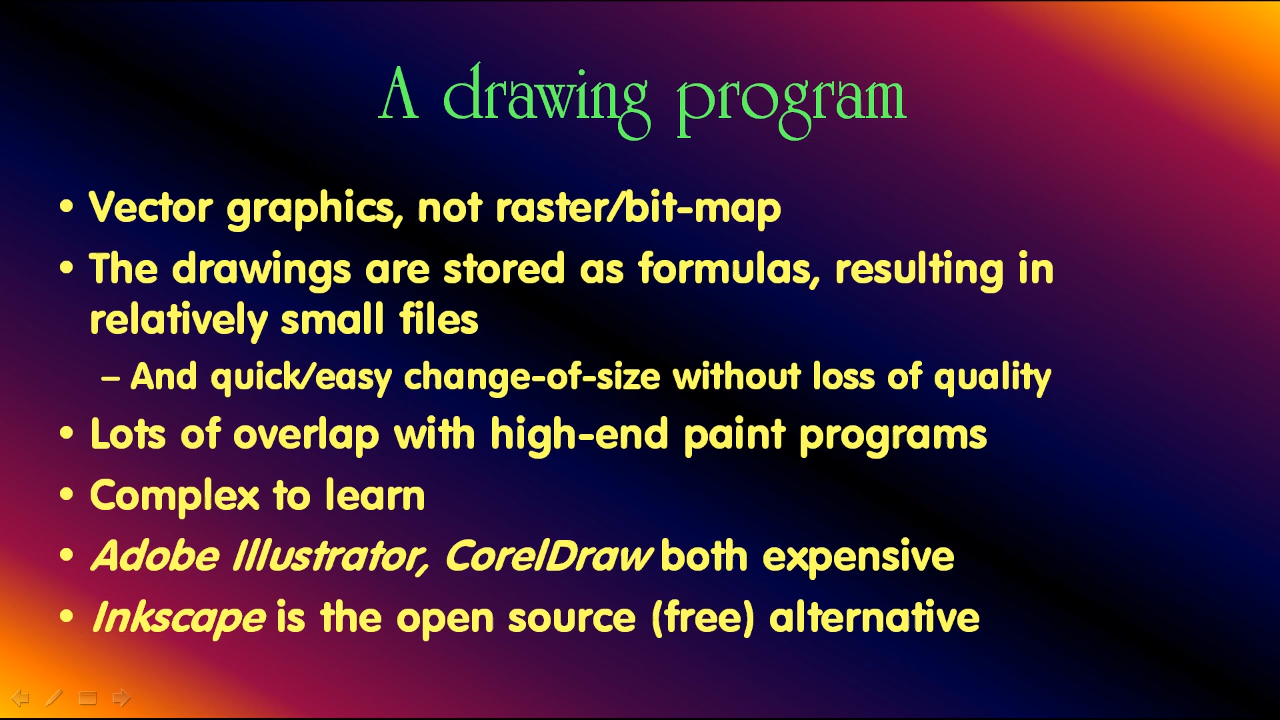 A drawing program
• Vector graphics, not raster/bit-map
• The drawings are stored as formulas, resulting in
relatively small files
– And quick/easy change-of-size without loss of quality
• Lots of overlap with high-end paint programs
• Complex to learn
• Adobe Illustrator, CorelDraw both expensive
• Inkscape is the open source (free) alternative